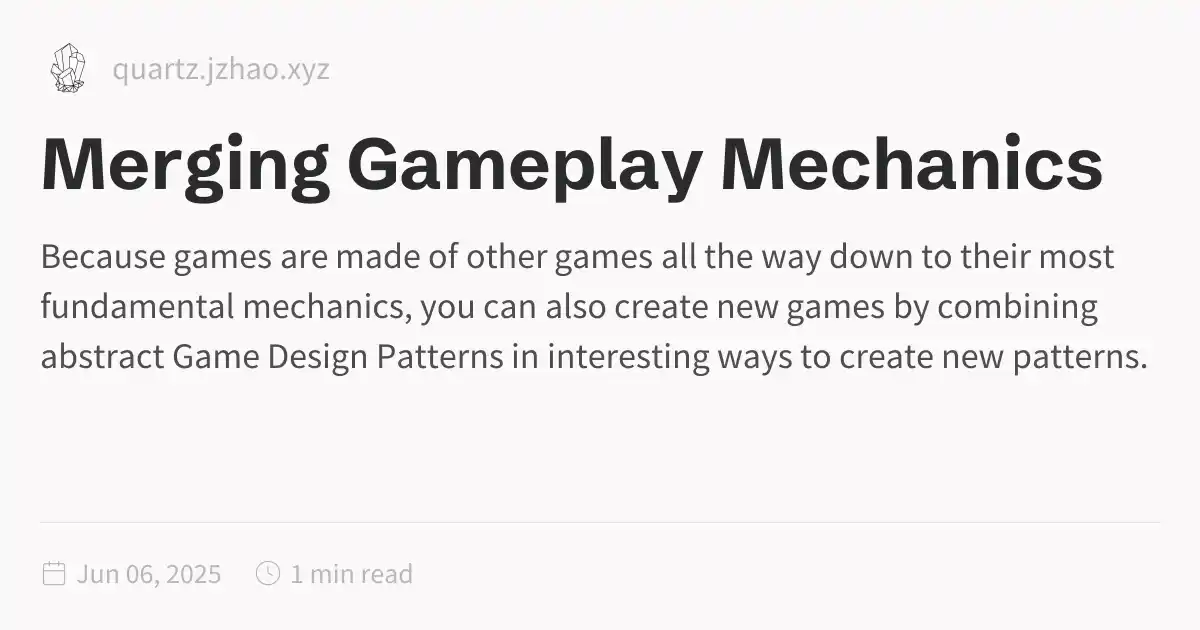 quartz.jzhao.xyz
Merging Gameplay Mechanics
Because games are made of other games all the way down to their most
fundamental mechanics, you can also create new games by combining
abstract Game Design Patterns in interesting ways to create new patterns.
Jun 06, 2025 1 min read